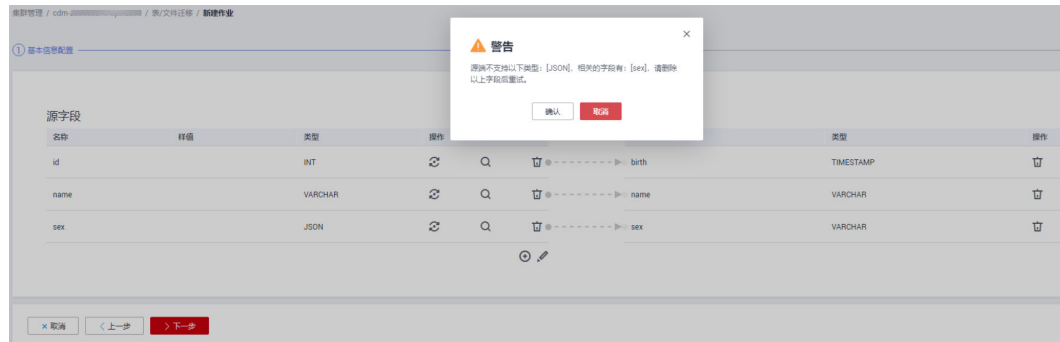 集群管理 / cdm- / 表/文件迁移 / 新建作业
1 基本信息配置
警告
源端不支持以下类型：[JSON]，相关的字段有：[sex]，请删除
以上字段后重试。
确认 取消
源字段
名称 样值 类型 操作 类型 操作
id INT birth TIMESTAMP
name VARCHAR name VARCHAR
sex JSON sex VARCHAR
× 取消 < 上一步 > 下一步